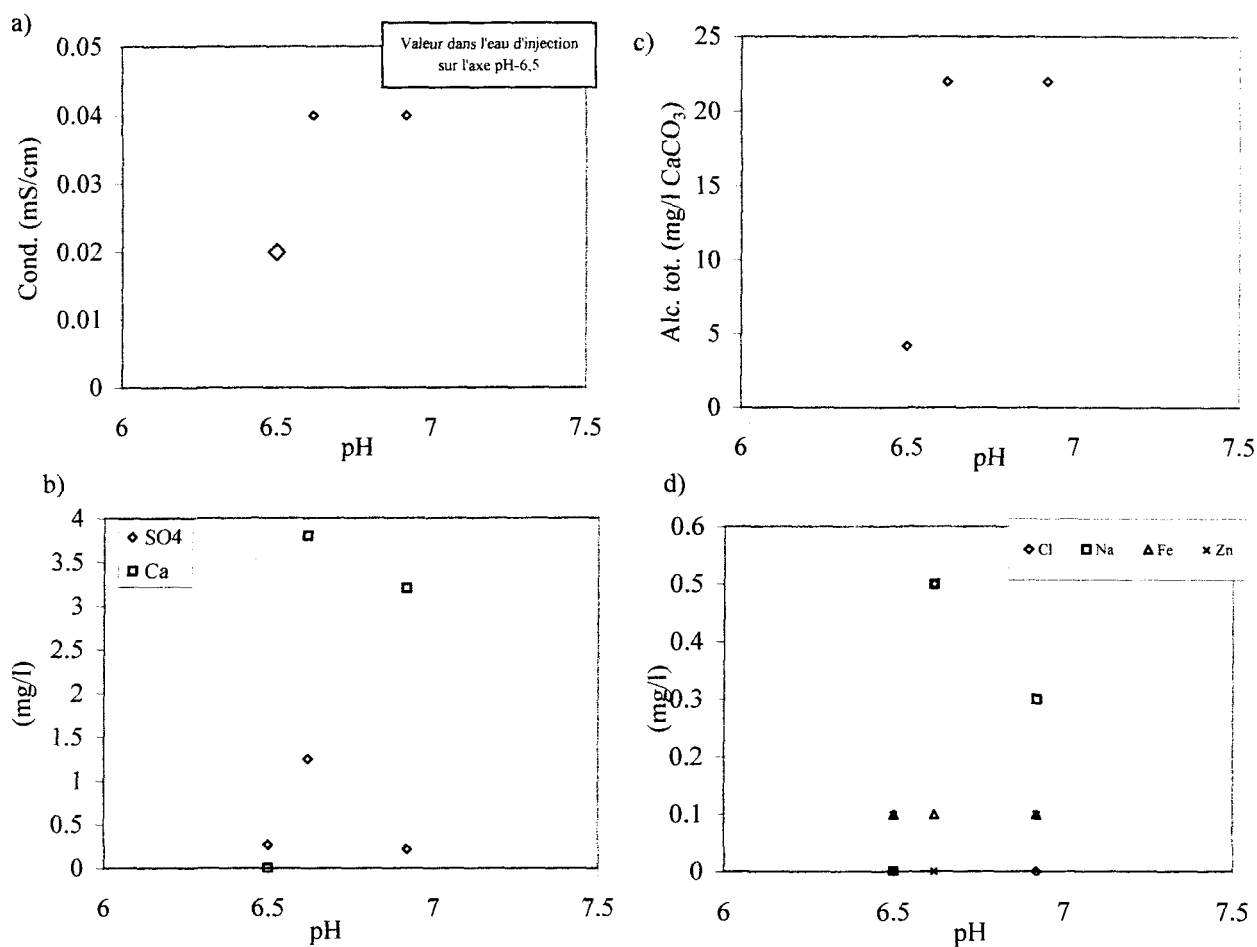 a)
0.05
0.04
0.03
0.02
0.01
0
Cond. (mS/cm)
Valeur dans l'eau d'injection
sur l'axe pH-6,5
6 6.5 7 7.5
pH
c)
25
20
15
10
5
0
Alc. tot. (mg/l CaCO3)
6 6.5 7 7.5
pH
b)
4
3.5
3
2.5
2
1.5
1
0.5
0
(mg/l)
SO4
Ca
6 6.5 7 7.5
pH
d)
0.6
0.5
0.4
0.3
0.2
0.1
0
(mg/l)
Cl Na Fe Zn
6 6.5 7 7.5
pH